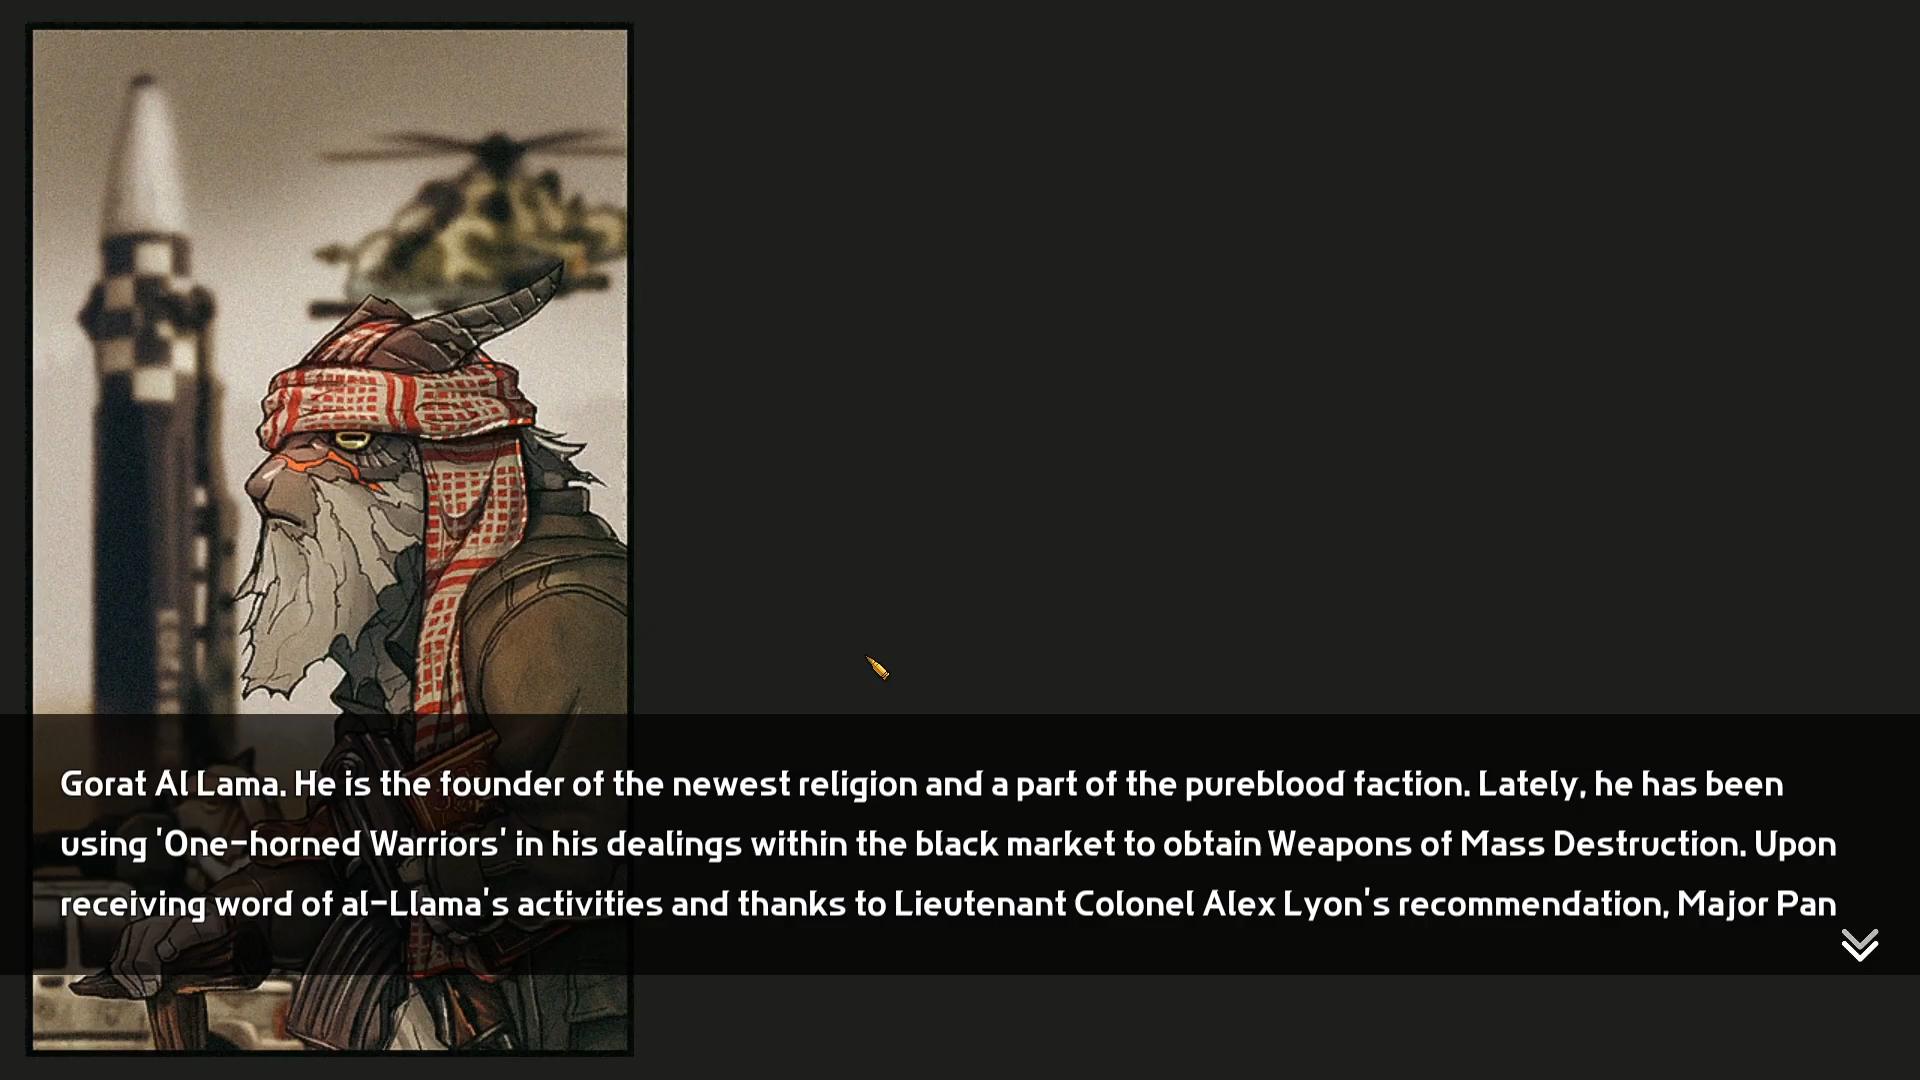 Gorat Al Lama. He is the founder of the newest religion and a part of the pureblood faction. Lately, he has been
using 'One-horned Warriors' in his dealings within the black market to obtain Weapons of Mass Destruction. Upon
receiving word of al-Llama's activities and thanks to Lieutenant Colonel Alex Lyon's recommendation, Major Pan